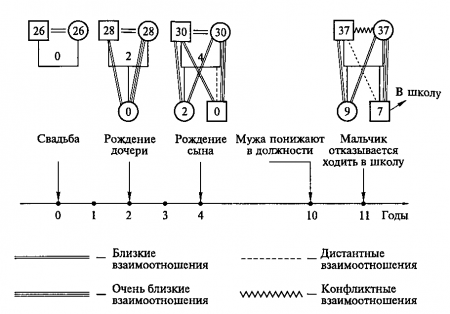 26 26 28 28 30 30 37 37
0 2 4
0 2 0 9 7 В школу
Свадьба Рождение дочери Рождение сына Мужа понижают в должности Мальчик отказывается ходить в школу
0 1 2 3 4 10 11 Годы
Близкие взаимоотношения
Дистантные взаимоотношения
Очень близкие взаимоотношения
Конфликтные взаимоотношения